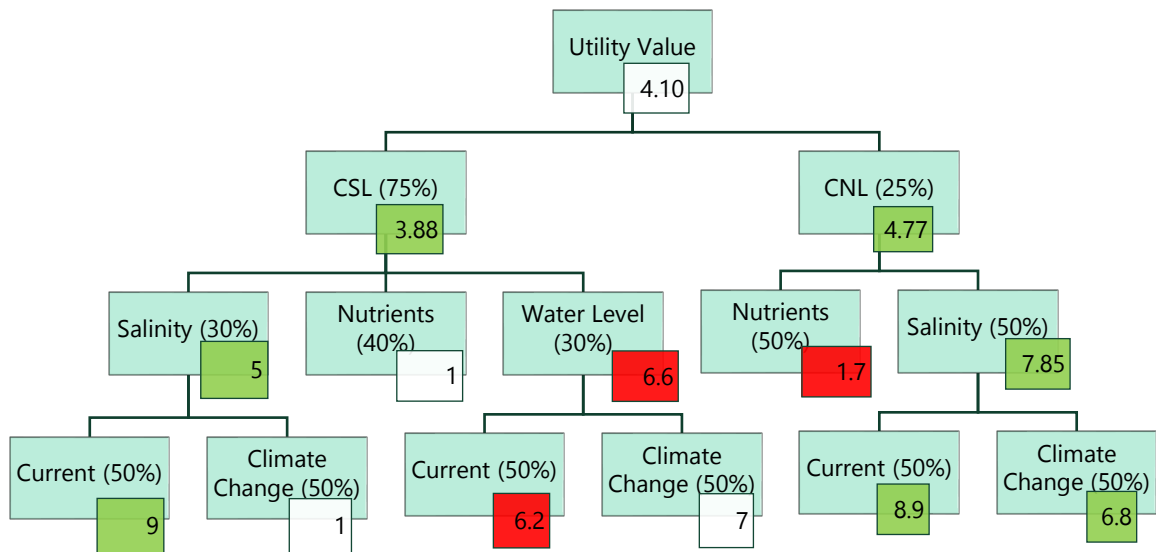 Utility Value
4.10
CSL (75%)
3.88
CNL (25%)
4.77
Salinity (30%)
5
Nutrients
(40%)
1
Water Level
(30%)
6.6
Nutrients
(50%)
1.7
Salinity (50%)
7.85
Current (50%)
9
Climate
Change (50%)
1
Current (50%)
6.2
Climate
Change (50%)
7
Current (50%)
8.9
Climate
Change (50%)
6.8